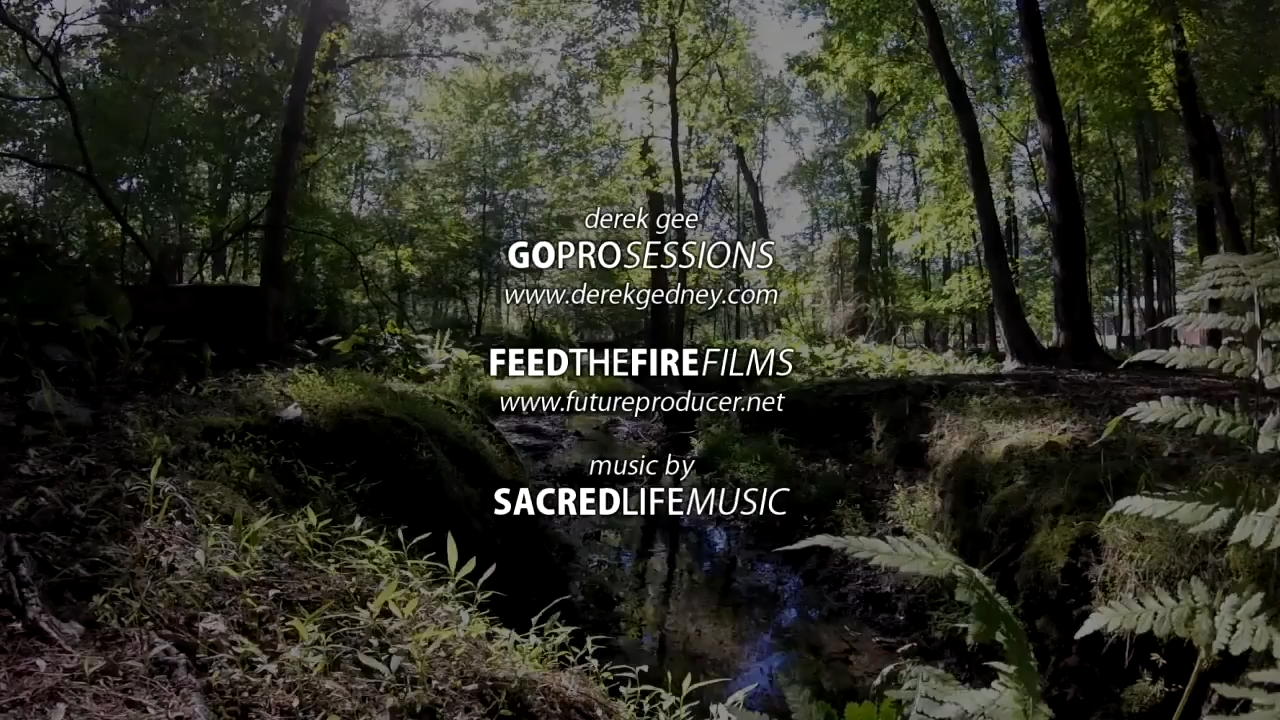 derek gee
GOPROSESSIONS
www.derekgedney.com
FEEDTHEFIREFILMS
www.futureproducer.net
music by
SACREDLIFEMUSIC